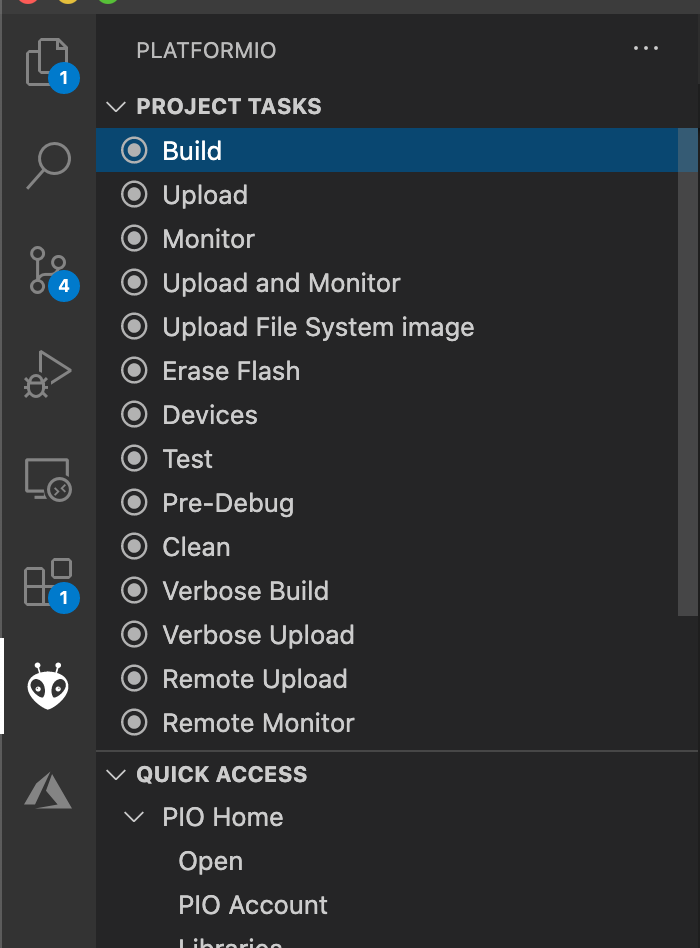 PLATFORMIO
PROJECT TASKS
Build
Upload
Monitor
Upload and Monitor
Upload File System image
Erase Flash
Devices
Test
Pre-Debug
Clean
Verbose Build
Verbose Upload
Remote Upload
Remote Monitor
QUICK ACCESS
PIO Home
Open
PIO Account
Libraries
1
4
1